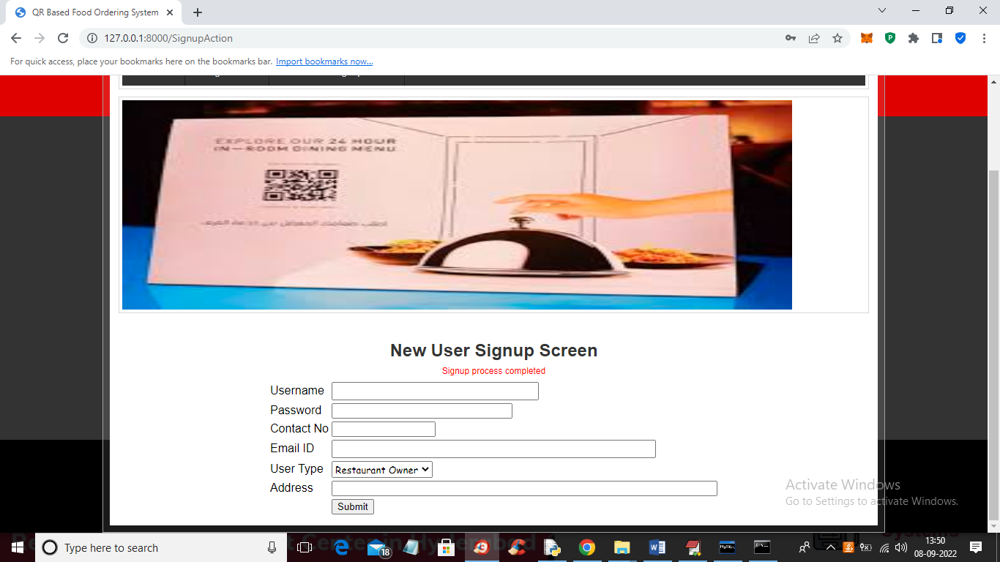 QR Based Food Ordering System
127.0.0.1:8000/SignupAction
For quick access, place your bookmarks here on the bookmarks bar. Import bookmarks now...
EXPLORE OUR 24 HOUR
IN-ROOM DINING MENU
New User Signup Screen
Signup process completed
Username
Password
Contact No
Email ID
User Type Restaurant Owner
Address
Submit
Activate Windows
Go to Settings to activate Windows.
Type here to search
18
13:50
08-09-2022